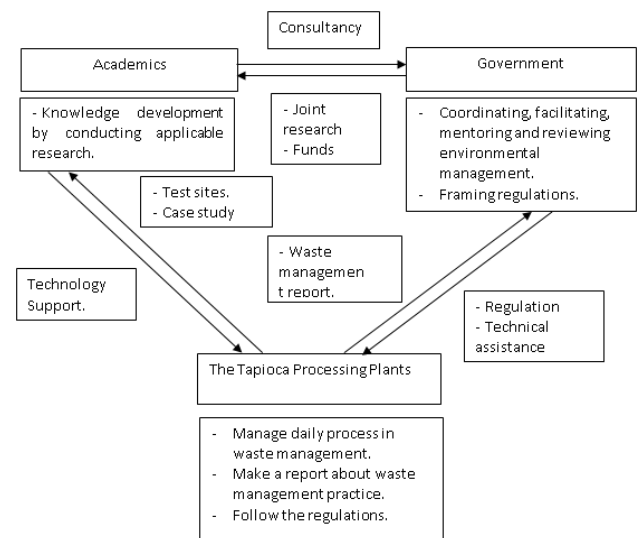 Consultancy
Academics
Government
- Knowledge development
by conducting applicable
research.
- Joint
research
- Funds
- Coordinating, facilitating,
mentoring and reviewing
environmental
management.
- Framing regulations.
- Test sites.
- Case study
- Waste
managemen
t report.
Technology
Support.
- Regulation
- Technical
assistance
The Tapioca Processing Plants
- Manage daily process in
waste management.
- Make a report about waste
management practice.
- Follow the regulations.